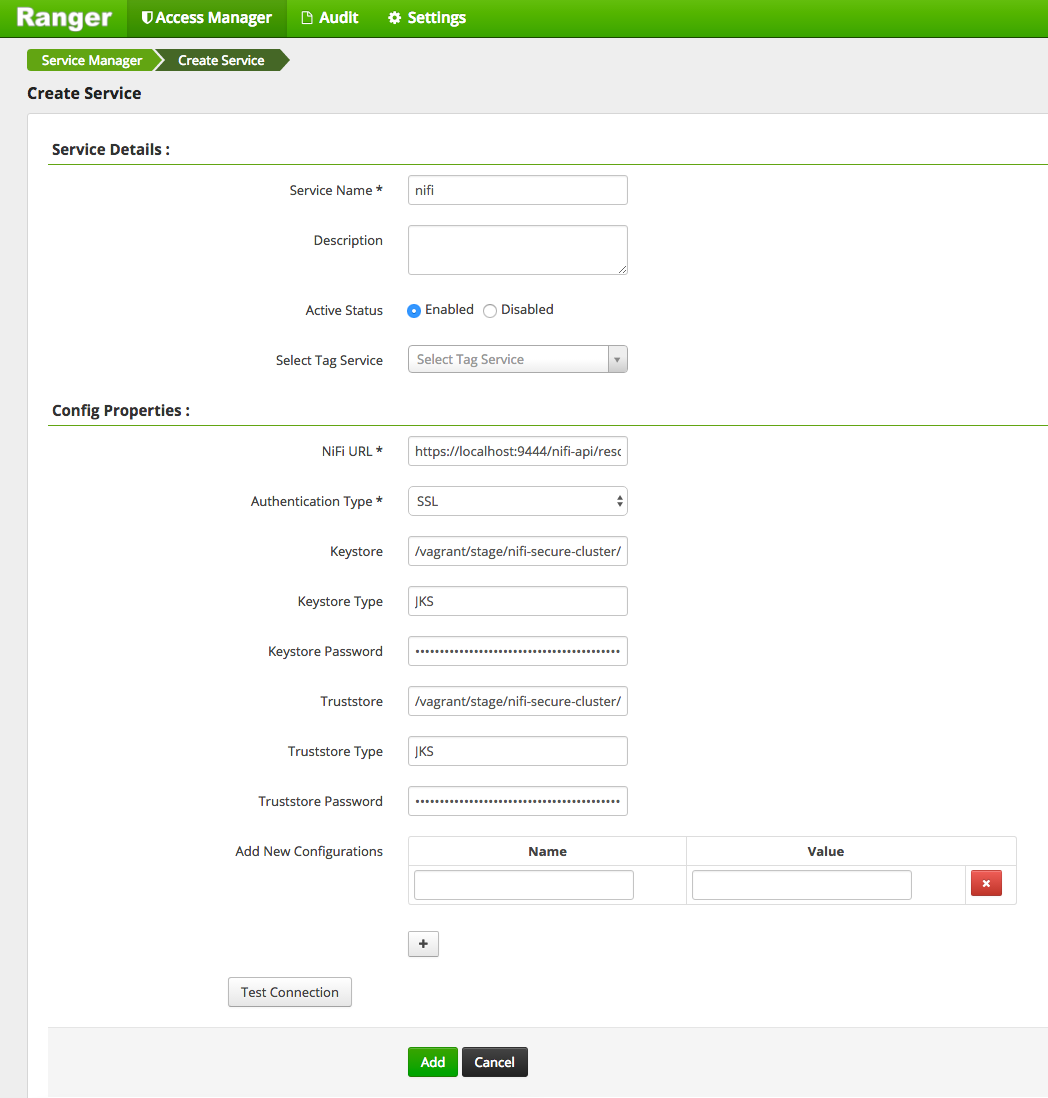 Ranger Access Manager Audit Settings
Service Manager Create Service
Create Service
Service Details :
Service Name * nifi
Description
Active Status Enabled Disabled
Select Tag Service Select Tag Service
Config Properties :
NiFi URL * https://localhost:9444/nifi-api/resc
Authentication Type * SSL
Keystore /vagrant/stage/nifi-secure-cluster/
Keystore Type JKS
Keystore Password ••••••••••••••••••••••••••••••••••••••••••
Truststore /vagrant/stage/nifi-secure-cluster/
Truststore Type JKS
Truststore Password ••••••••••••••••••••••••••••••••••••••••••
Add New Configurations Name Value
+
Test Connection
Add Cancel